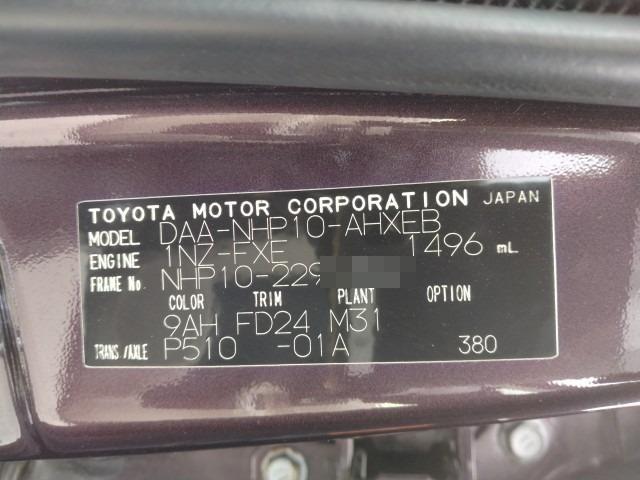 TOYOTA MOTOR CORPORATION JAPAN
MODEL DAA-NHP10-AHXEB
ENGINE 1NZ-FXE 1496 mL
FRAME No. NHP10-229
COLOR TRIM PLANT OPTION
9AH FD24 M31
TRANS./AXLE P510 -01A 380